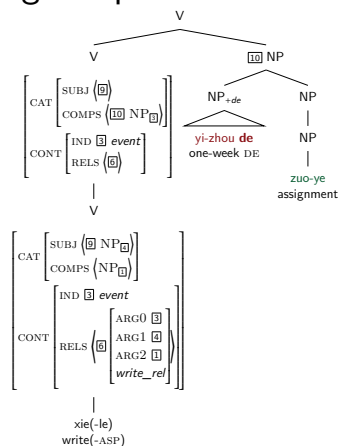 V
V
10 NP
CAT
SUBJ ⟨9⟩
COMPS ⟨10 NP3⟩
CONT
IND 3 event
RELS ⟨6⟩
NP+de
NP
yi-zhou de
one-week DE
NP
zuo-ye
assignment
V
CAT
SUBJ ⟨9 NP4⟩
COMPS ⟨NP1⟩
CONT
IND 3 event
RELS ⟨6
ARG0 3
ARG1 4
ARG2 1
write_rel⟩
xie(-le)
write(-ASP)